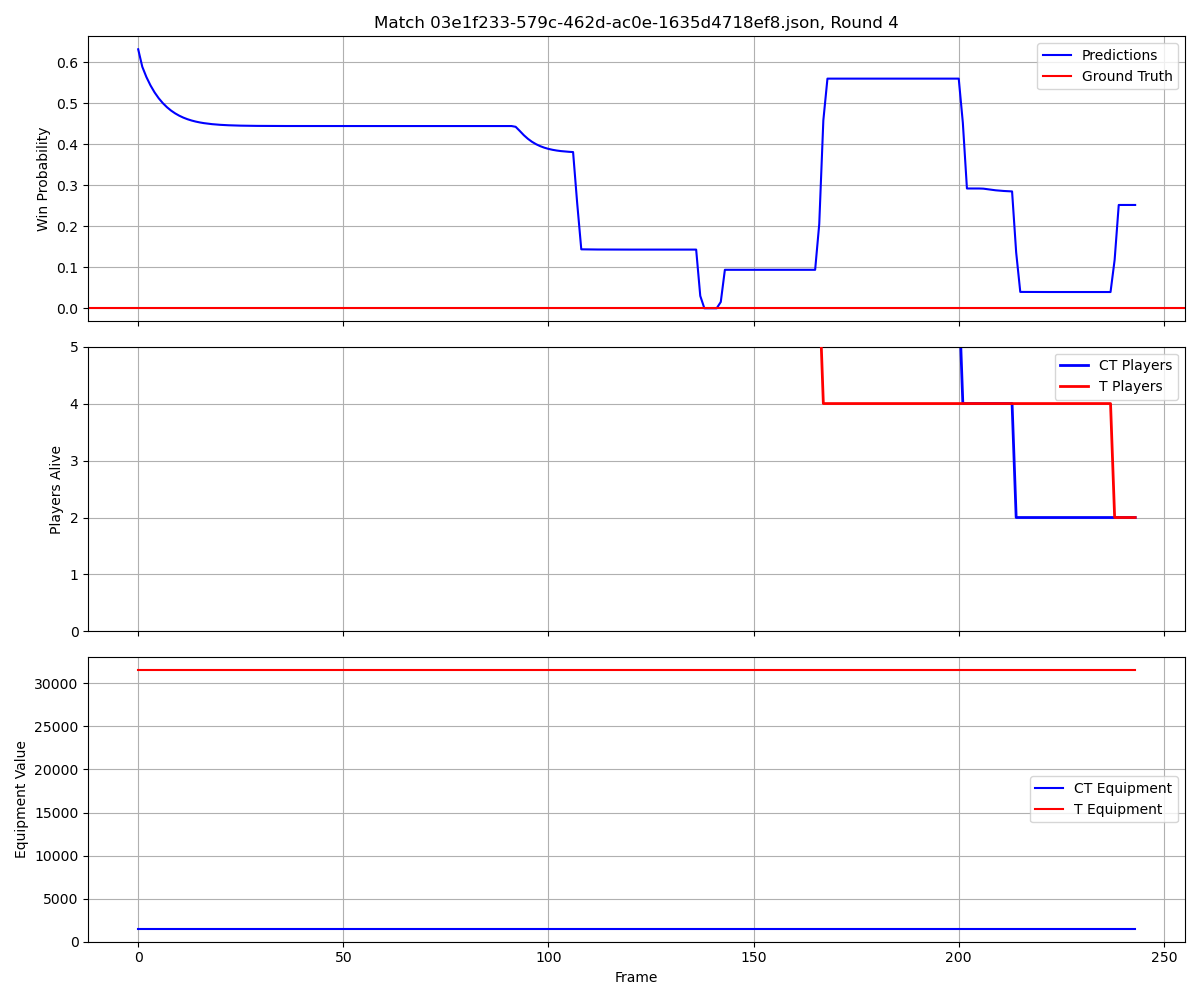 Match 03e1f233-579c-462d-ac0e-1635d4718ef8.json, Round 4
Win Probability
0.6
0.5
0.4
0.3
0.2
0.1
0.0
Predictions
Ground Truth
Players Alive
5
4
3
2
1
0
CT Players
T Players
Equipment Value
30000
25000
20000
15000
10000
5000
0
CT Equipment
T Equipment
0 50 100 150 200 250
Frame